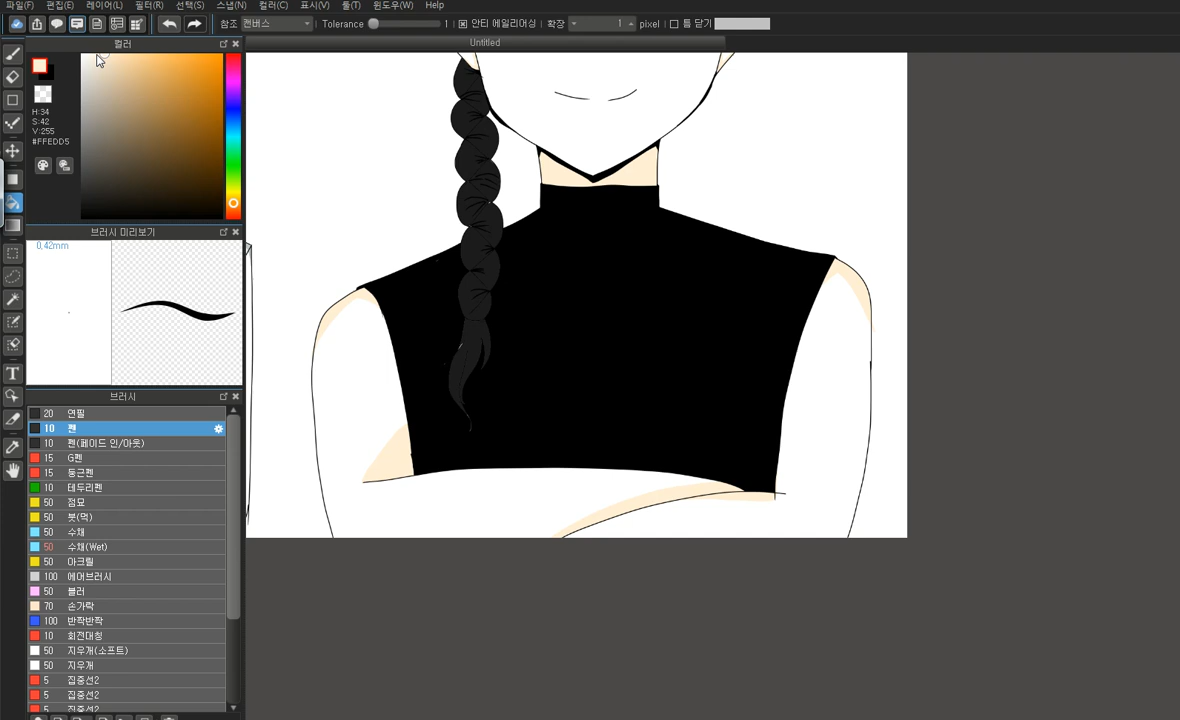 파일(F) 편집(E) 레이어(L) 필터(R) 선택(S) 스냅(N) 컬러(C) 표시(V) 툴(T) 윈도우(W) Help
참조 캔버스 Tolerance 1 안티 에일리어싱 확장 1 pixel 틈 닫기
컬러
Untitled
H:34
S:42
V:255
#FFEDD5
브러시 미리보기
0.42mm
브러시
20 연필
10 펜
10 펜(페이드 인/아웃)
15 G펜
15 둥근펜
10 테두리펜
50 점묘
50 붓(먹)
50 수채
50 수채(Wet)
50 아크릴
100 에어브러시
50 블러
70 손가락
100 반짝반짝
10 회전대칭
50 지우개(소프트)
50 지우개
5 집중선2
5 집중선2
5 집중선2